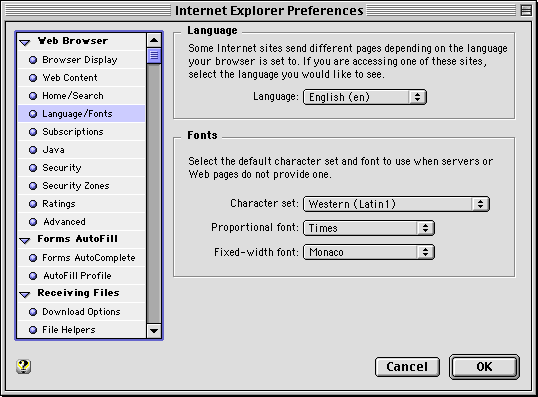 Internet Explorer Preferences
Web Browser
Browser Display
Web Content
Home/Search
Language/Fonts
Subscriptions
Java
Security
Security Zones
Ratings
Advanced
Forms AutoFill
Forms AutoComplete
AutoFill Profile
Receiving Files
Download Options
File Helpers
Language
Some Internet sites send different pages depending on the language
your browser is set to. If you are accessing one of these sites,
select the language you would like to see.
Language: English (en)
Fonts
Select the default character set and font to use when servers or
Web pages do not provide one.
Character set: Western (Latin1)
Proportional font: Times
Fixed-width font: Monaco
?
Cancel
OK